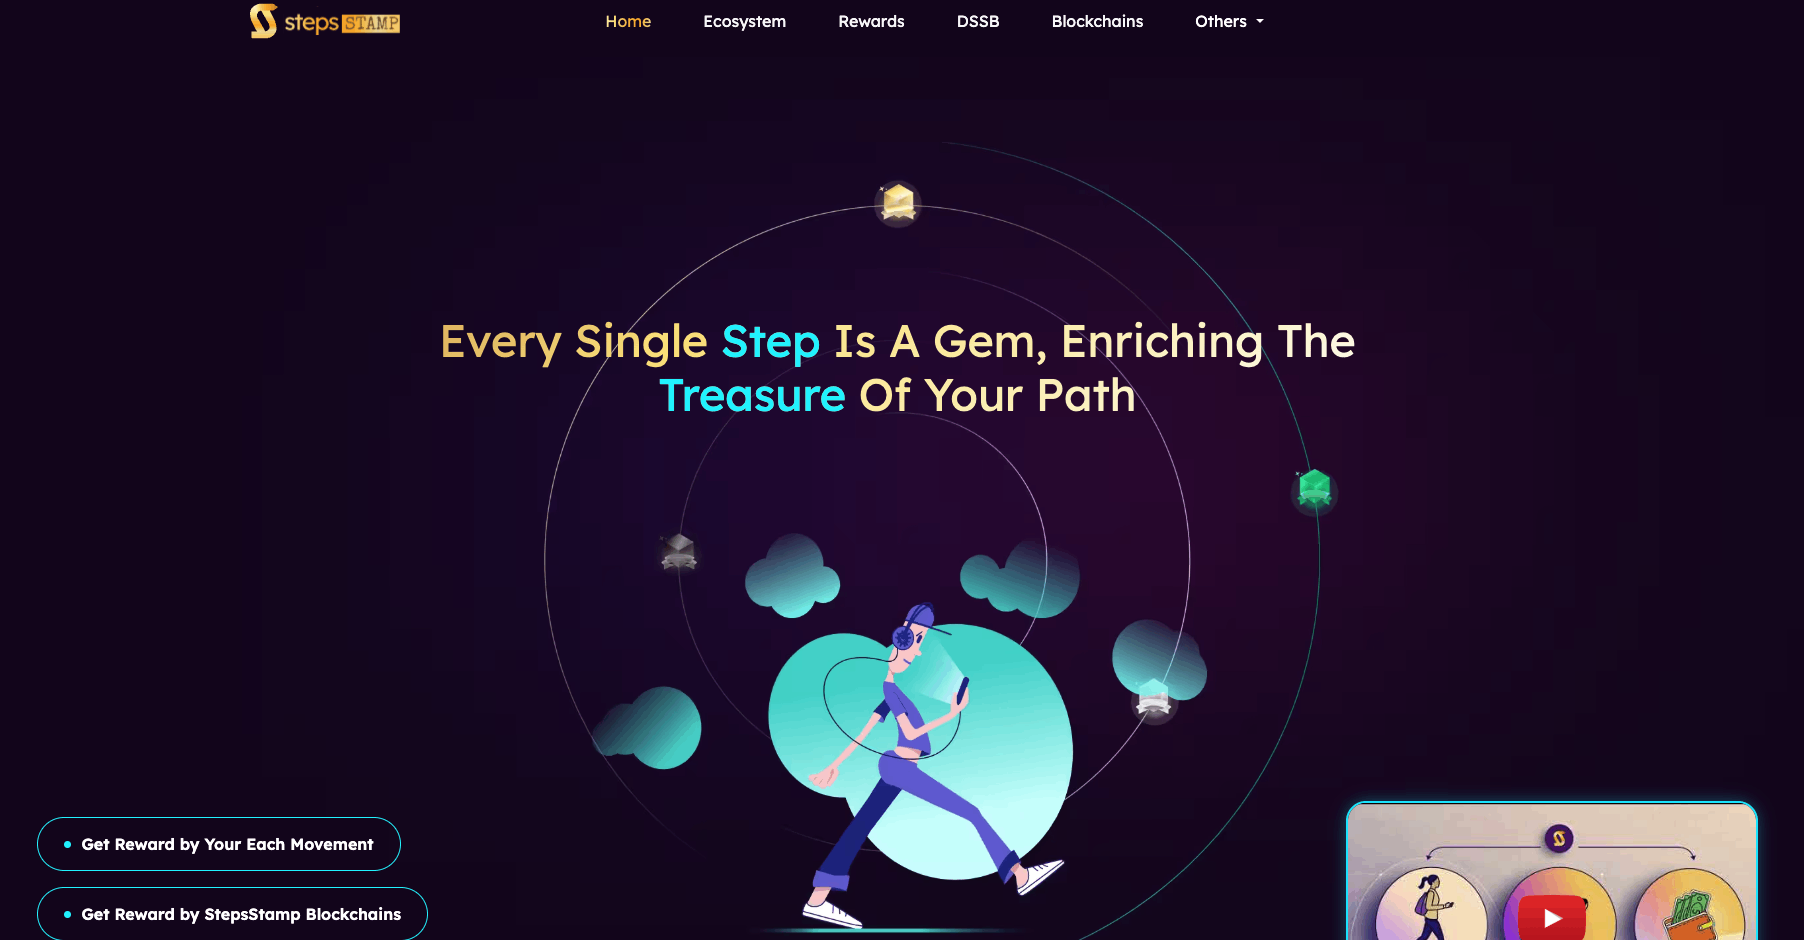 steps STAMP
Home
Ecosystem
Rewards
DSSB
Blockchains
Others
Every Single Step Is A Gem, Enriching The
Treasure Of Your Path
Get Reward by Your Each Movement
Get Reward by StepsStamp Blockchains